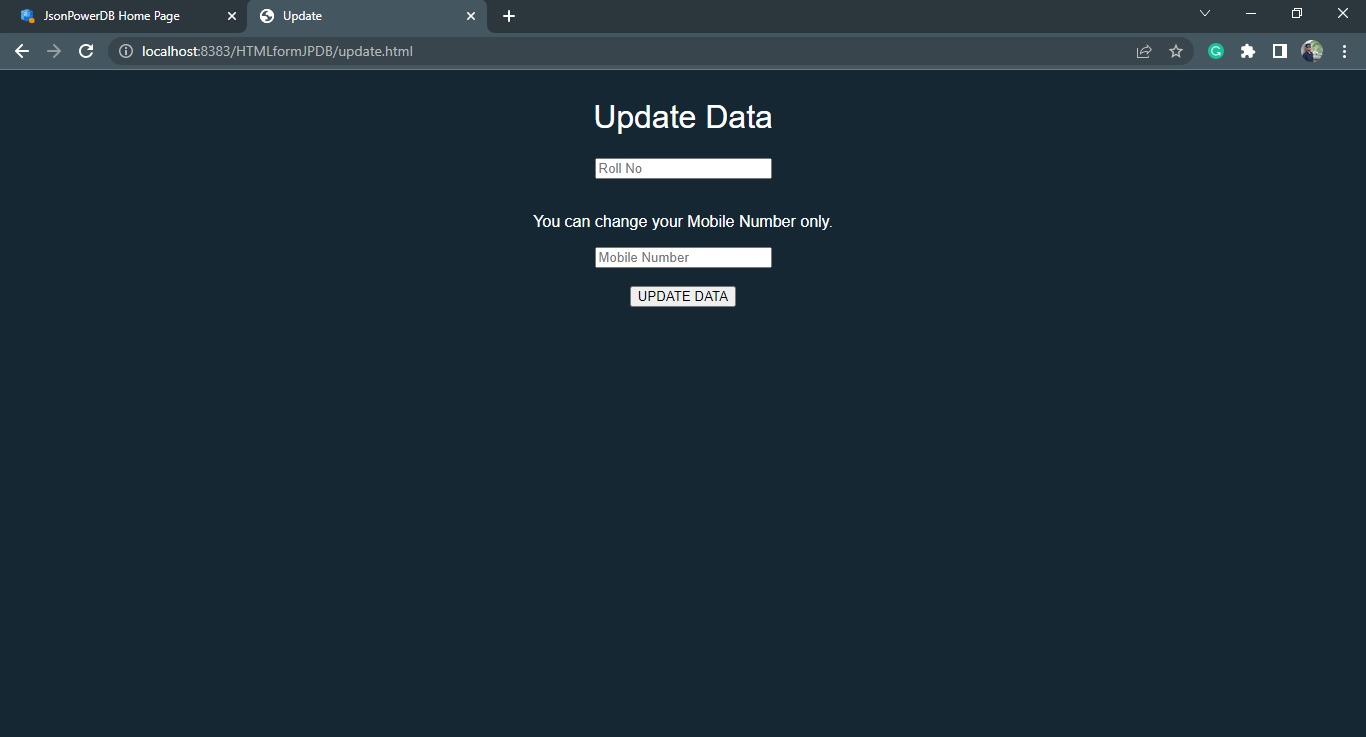 JsonPowerDB Home Page
Update
localhost:8383/HTMLformJPDB/update.html
Update Data
Roll No
You can change your Mobile Number only.
Mobile Number
UPDATE DATA